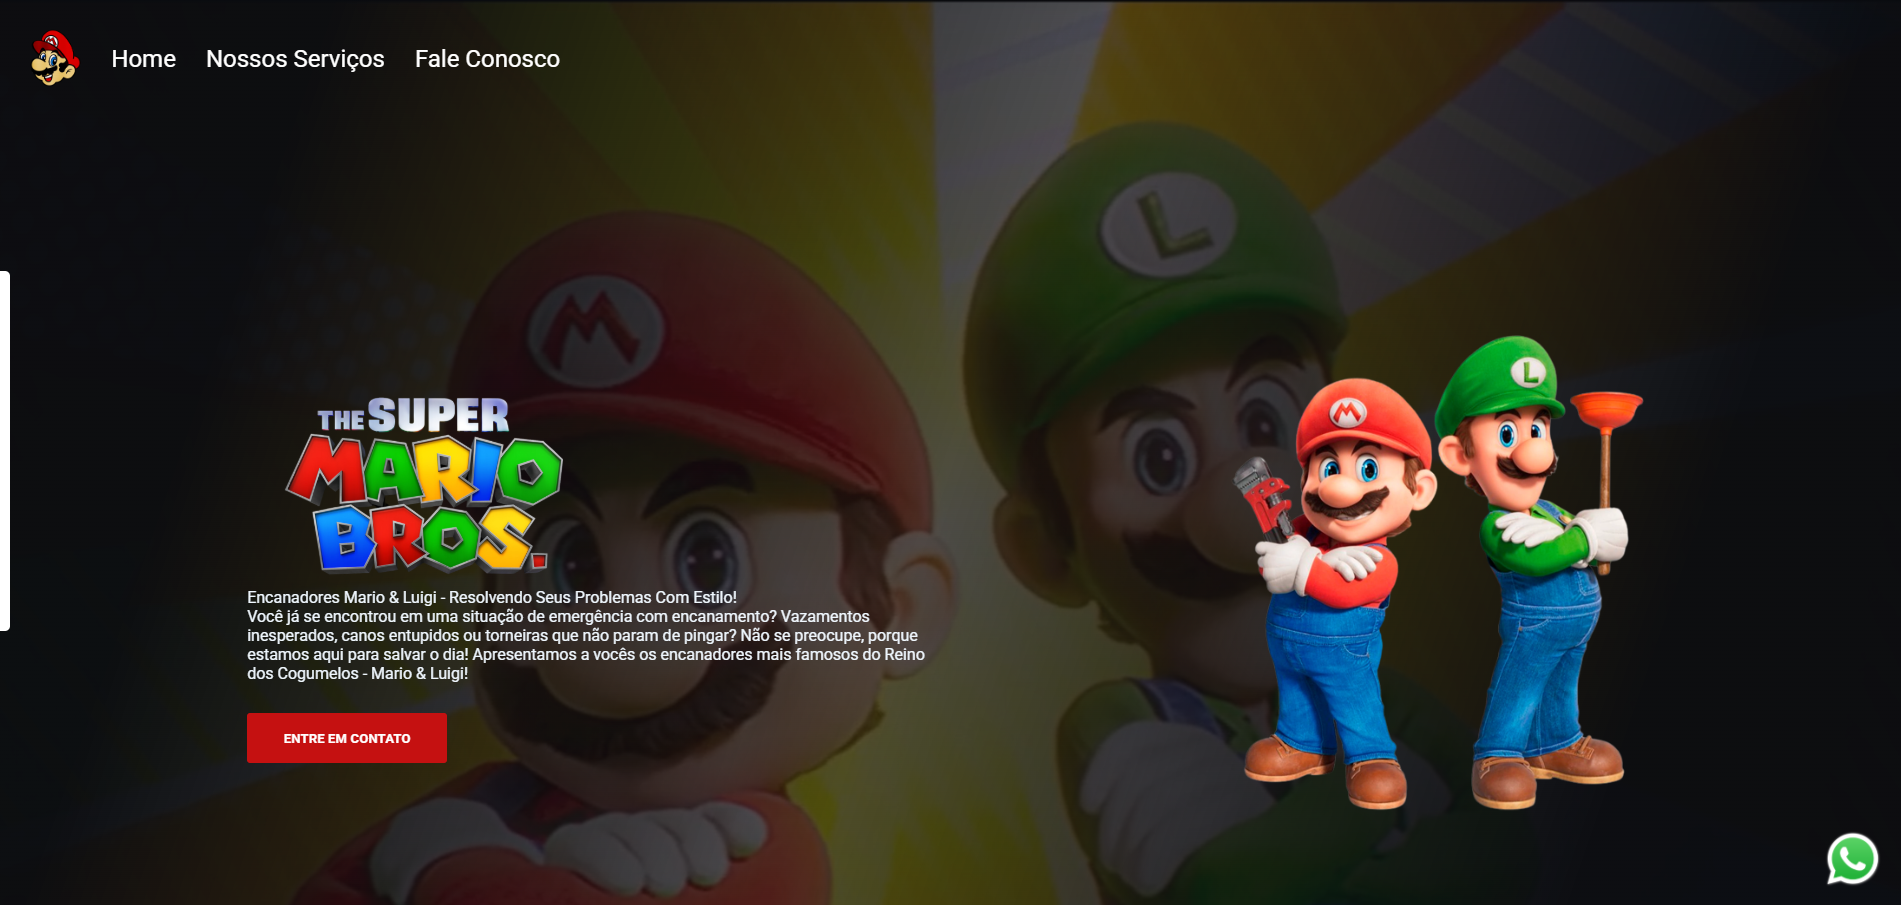 Home Nossos Serviços Fale Conosco
L
M
THE SUPER
MARIO
BROS.
L
M
Encanadores Mario & Luigi - Resolvendo Seus Problemas Com Estilo!
Você já se encontrou em uma situação de emergência com encanamento? Vazamentos
inesperados, canos entupidos ou torneiras que não param de pingar? Não se preocupe, porque
estamos aqui para salvar o dia! Apresentamos a vocês os encanadores mais famosos do Reino
dos Cogumelos - Mario & Luigi!
ENTRE EM CONTATO